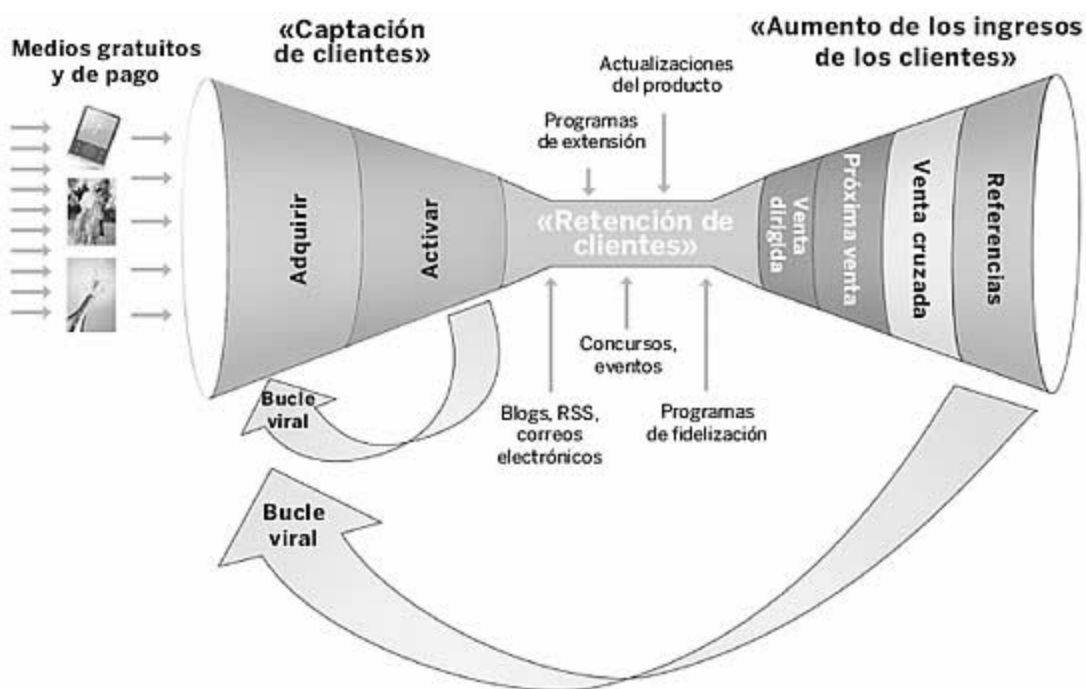 Medios gratuitos
y de pago
«Captación
de clientes»
«Aumento de los ingresos
de los clientes»
Actualizaciones
del producto
Programas
de extensión
Adquirir
Activar
«Retención de
clientes»
Venta
dirigida
Próxima venta
Venta cruzada
Referencias
Concursos,
eventos
Blogs, RSS,
correos
electrónicos
Programas
de fidelización
Bucle
viral
Bucle
viral